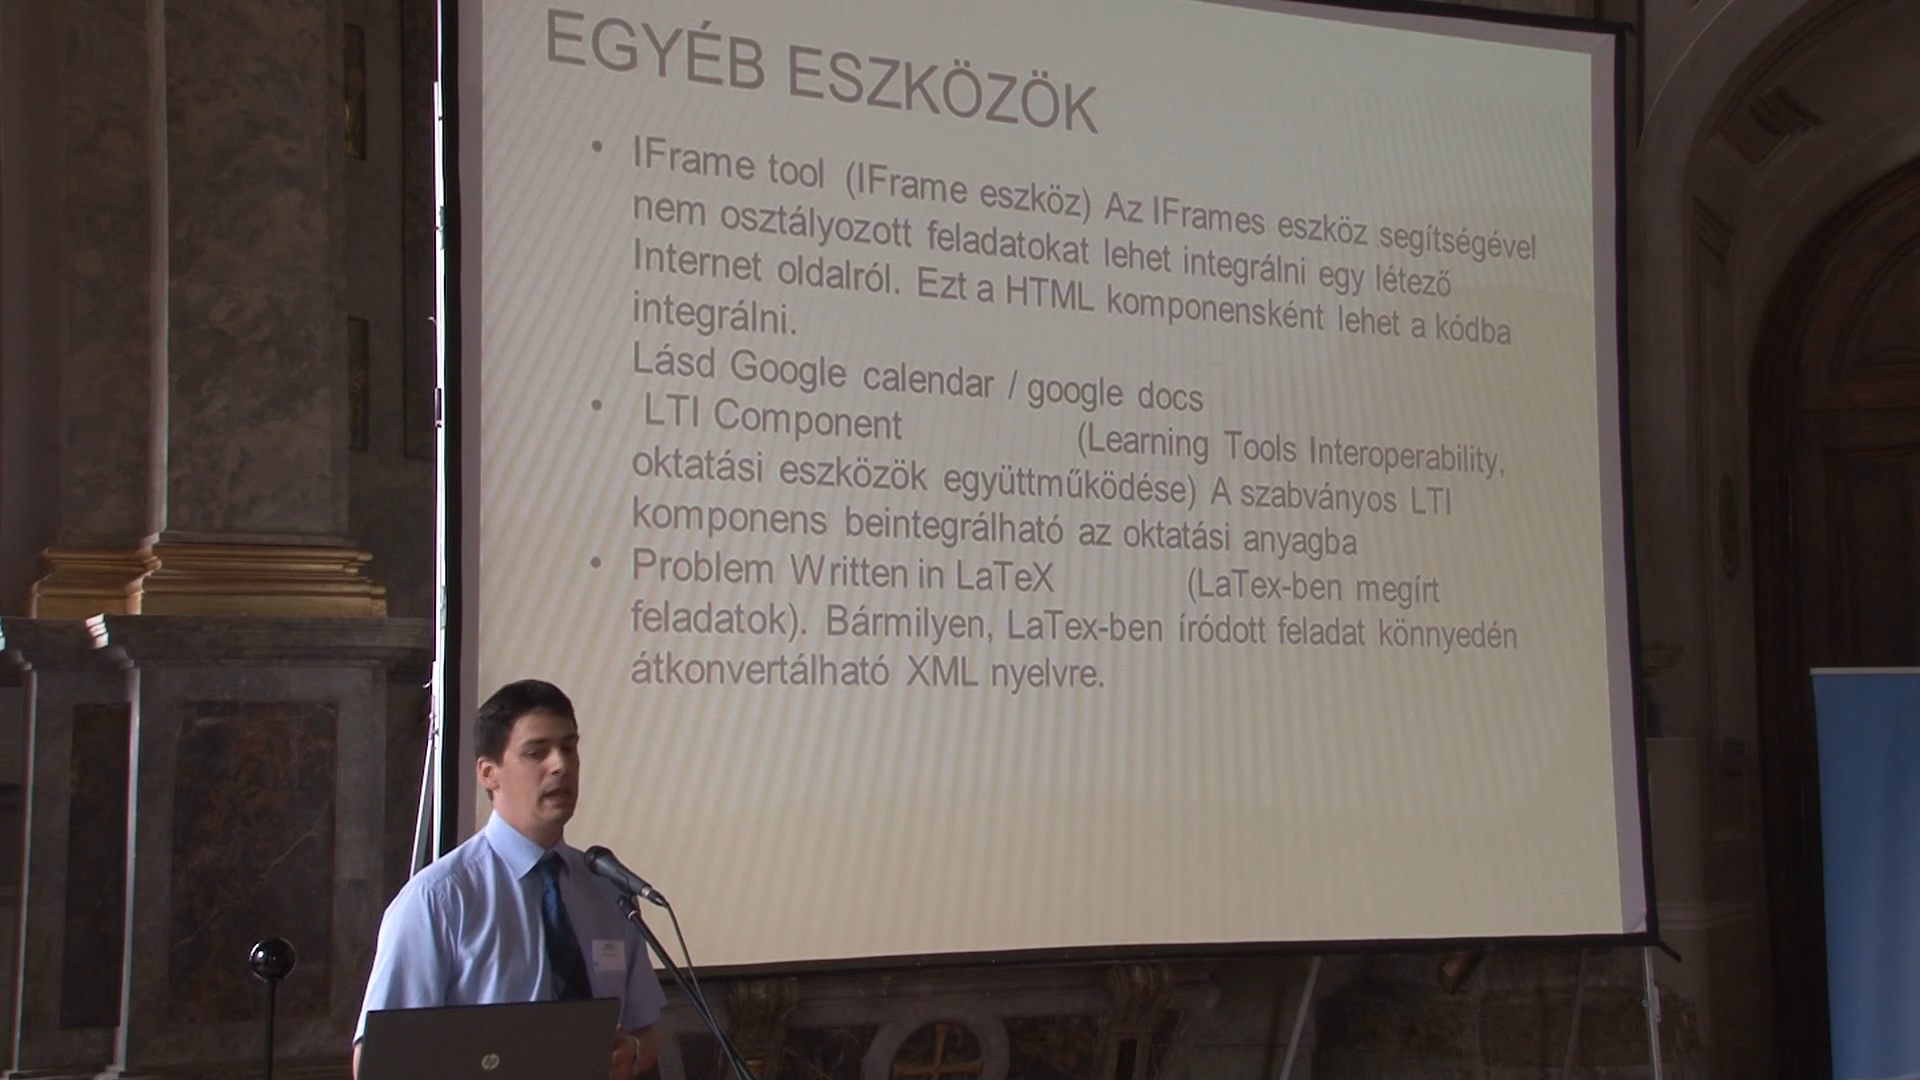 EGYÉB ESZKÖZÖK
• IFrame tool (IFrame eszköz) Az IFrames eszköz segítségével
nem osztályozott feladatokat lehet integrálni egy létező
Internet oldalról. Ezt a HTML komponensként lehet a kódba
integrálni.
Lásd Google calendar / google docs
• LTI Component (Learning Tools Interoperability,
oktatási eszközök együttműködése) A szabványos LTI
komponens beintegrálható az oktatási anyagba
• Problem Written in LaTeX (LaTex-ben megírt
feladatok). Bármilyen, LaTex-ben íródott feladat könnyedén
átkonvertálható XML nyelvre.
hp